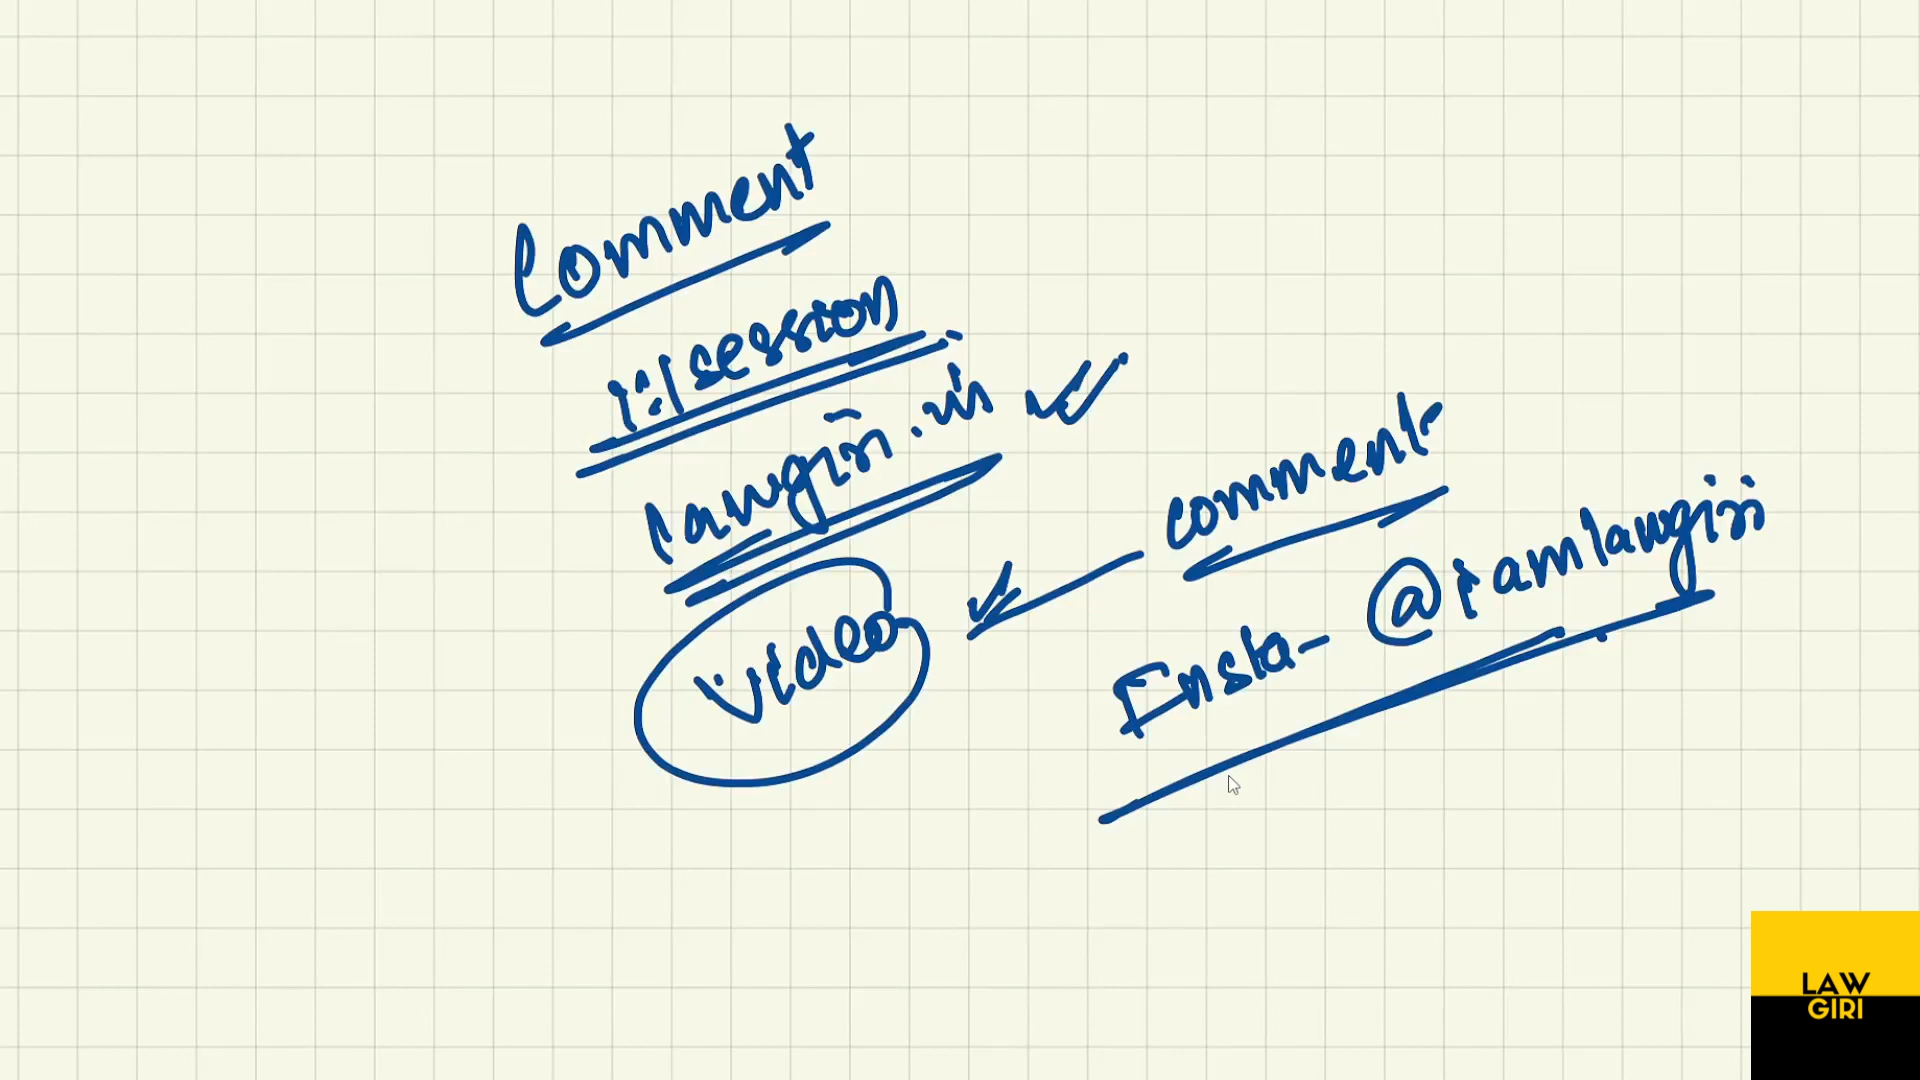 Comment
1:1 session
lawgiri.in
Video
comment
Insta - @iamlawgiri
LAW
GIRI